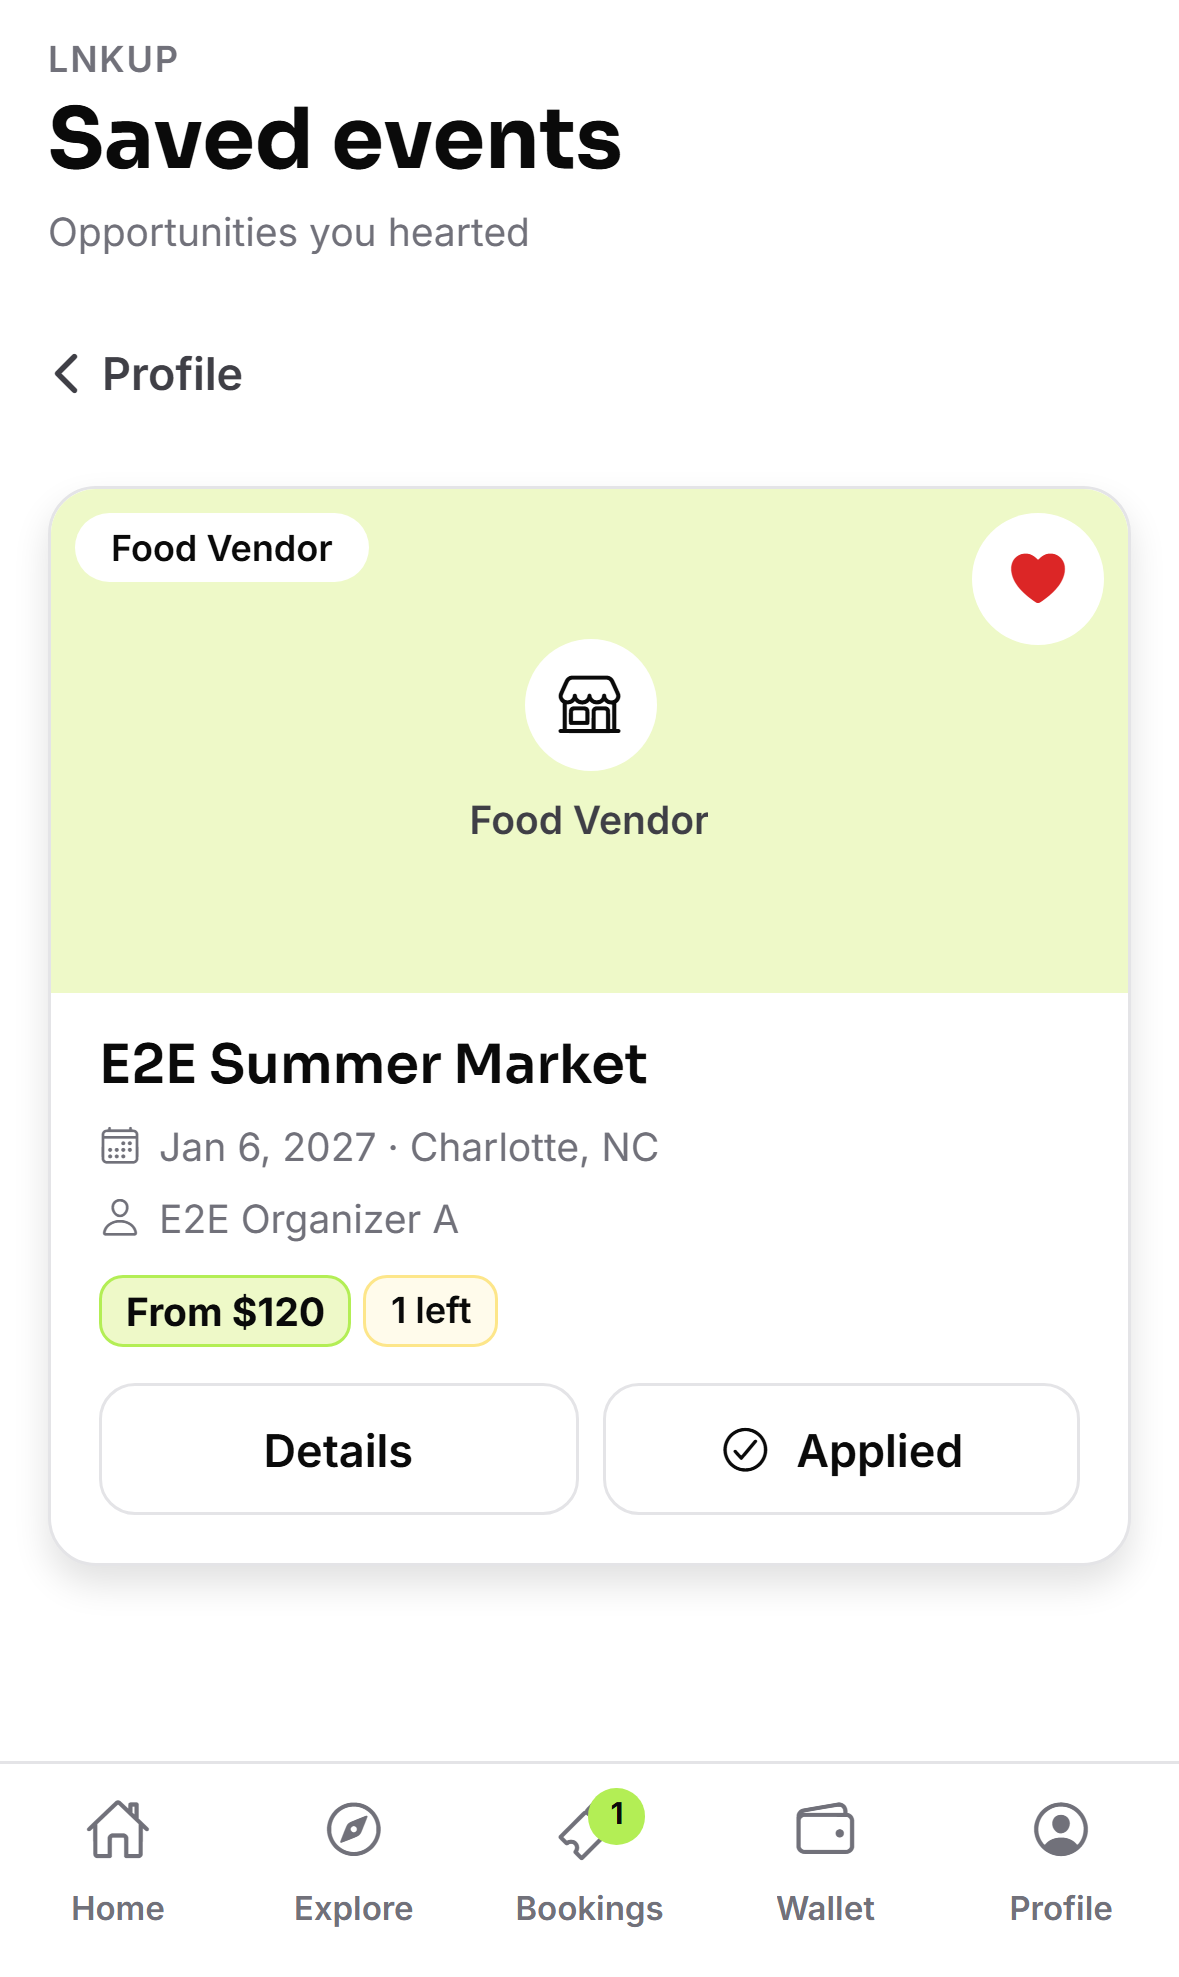 LNKUP
Saved events
Opportunities you hearted
Profile
Food Vendor
Food Vendor
E2E Summer Market
Jan 6, 2027 · Charlotte, NC
E2E Organizer A
From $120
1 left
Details
Applied
1
Home
Explore
Bookings
Wallet
Profile